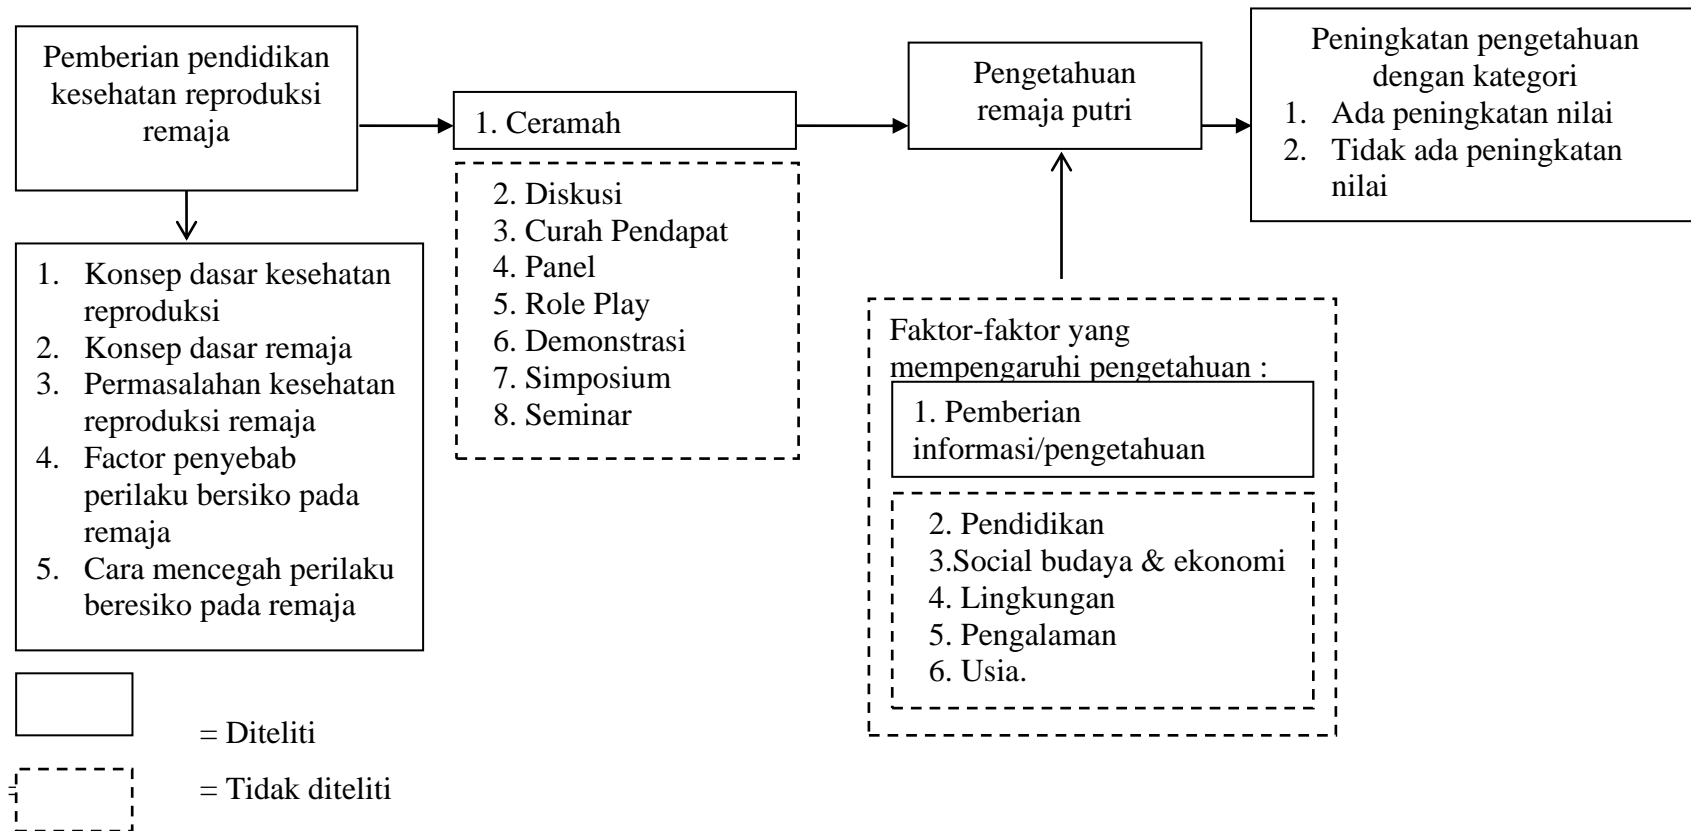 Pemberian pendidikan
kesehatan reproduksi
remaja
1. Ceramah
Pengetahuan
remaja putri
Peningkatan pengetahuan
dengan kategori
1. Ada peningkatan nilai
2. Tidak ada peningkatan
nilai
2. Diskusi
3. Curah Pendapat
4. Panel
5. Role Play
6. Demonstrasi
7. Simposium
8. Seminar
1. Konsep dasar kesehatan
reproduksi
2. Konsep dasar remaja
3. Permasalahan kesehatan
reproduksi remaja
4. Factor penyebab
perilaku bersiko pada
remaja
5. Cara mencegah perilaku
beresiko pada remaja
Faktor-faktor yang
mempengaruhi pengetahuan :
1. Pemberian
informasi/pengetahuan
2. Pendidikan
3.Social budaya & ekonomi
4. Lingkungan
5. Pengalaman
6. Usia.
= Diteliti
= Tidak diteliti